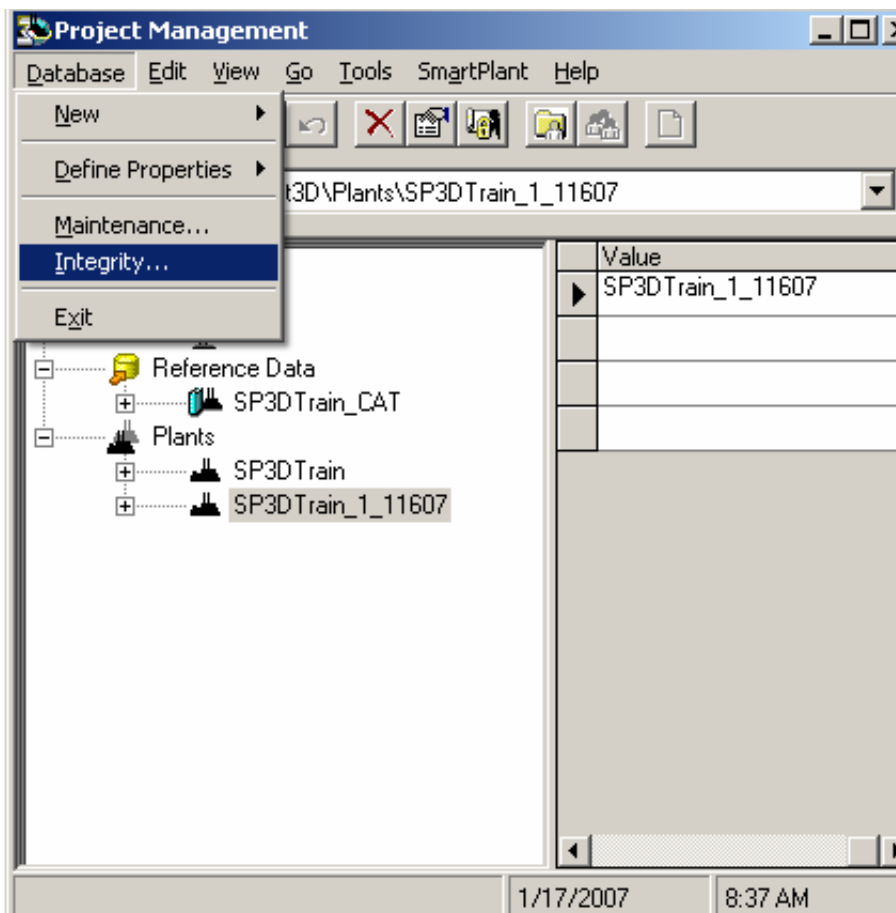 Project Management
Database Edit View Go Tools SmartPlant Help
New
Define Properties
t3D\Plants\SP3DTrain_1_11607
Maintenance...
Integrity...
Exit
Value
SP3DTrain_1_11607
Reference Data
SP3DTrain_CAT
Plants
SP3DTrain
SP3DTrain_1_11607
1/17/2007 8:37 AM